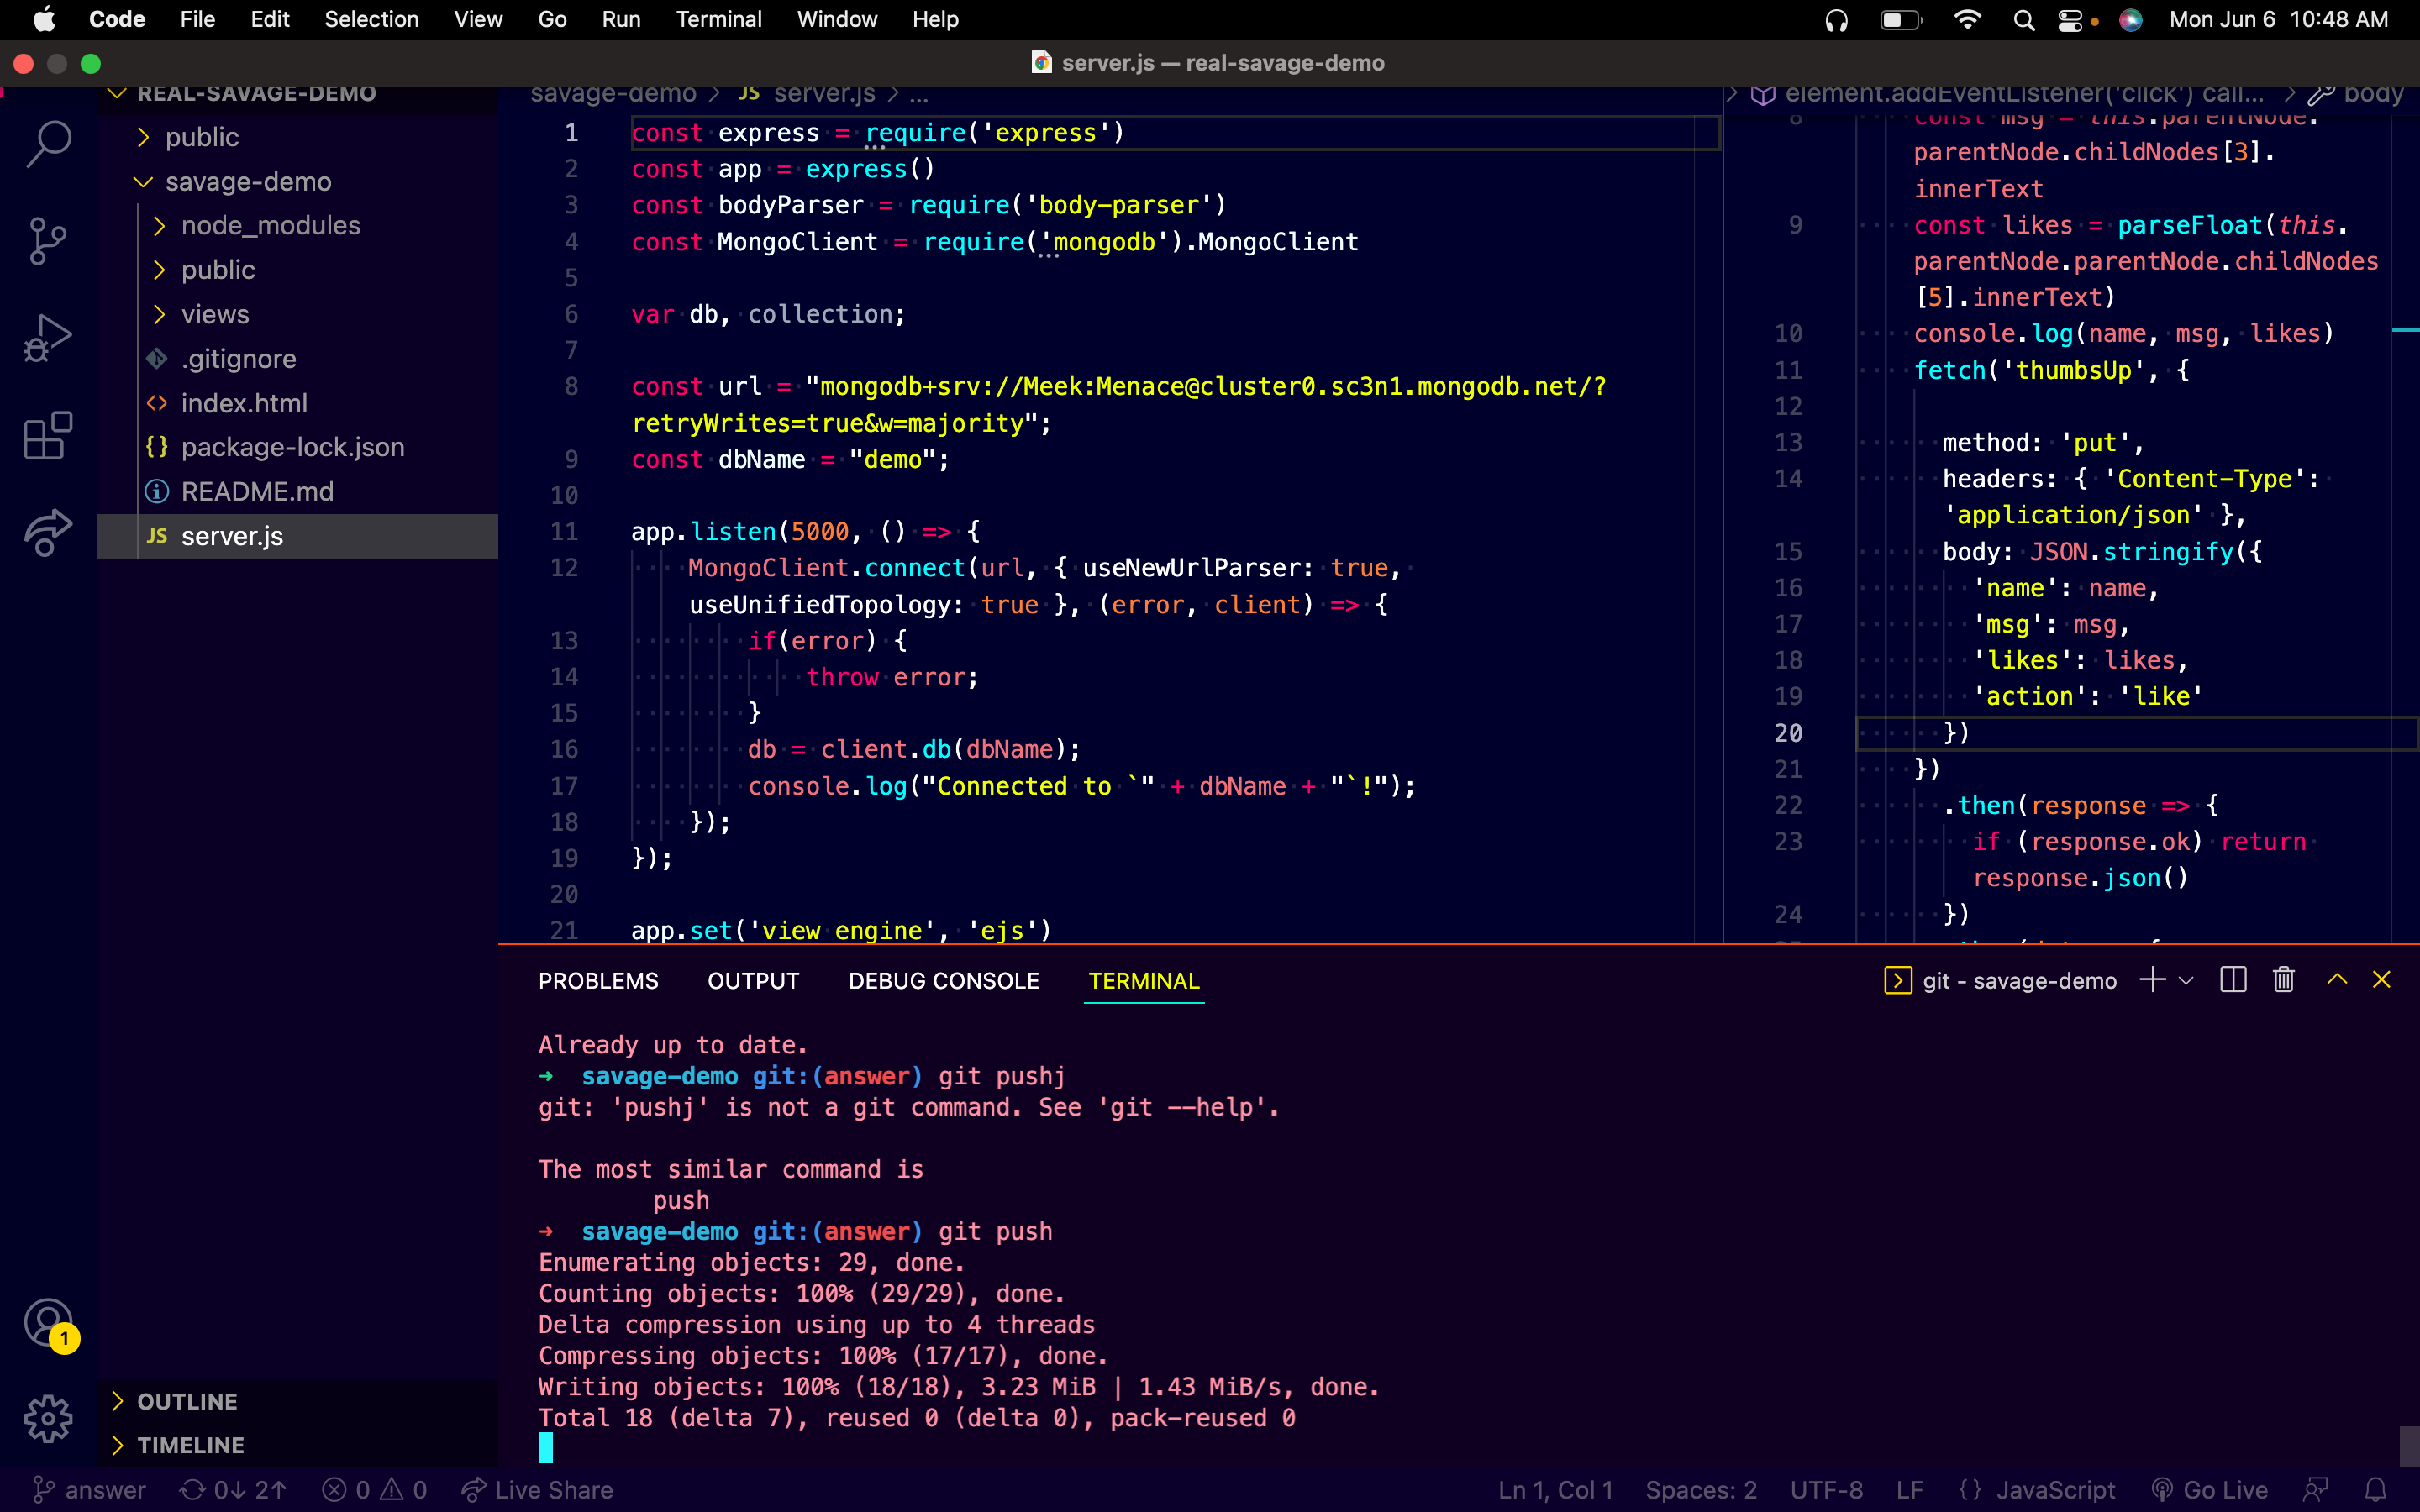 Code File Edit Selection View Go Run Terminal Window Help Mon Jun 6 10:48 AM
server.js — real-savage-demo
REAL-SAVAGE-DEMO
public
savage-demo
node_modules
public
views
.gitignore
index.html
package-lock.json
README.md
JS server.js
OUTLINE
TIMELINE
savage-demo > JS server.js > ...
1 const express = require('express')
2 const app = express()
3 const bodyParser = require('body-parser')
4 const MongoClient = require('mongodb').MongoClient
5
6 var db, collection;
7
8 const url = "mongodb+srv://Meek:Menace@cluster0.sc3n1.mongodb.net/?
retryWrites=true&w=majority";
9 const dbName = "demo";
10
11 app.listen(5000, () => {
12 MongoClient.connect(url, { useNewUrlParser: true,
useUnifiedTopology: true }, (error, client) => {
13 if(error) {
14 throw error;
15 }
16 db = client.db(dbName);
17 console.log("Connected to `" + dbName + "`!");
18 });
19 });
20
21 app.set('view engine', 'ejs')
> element.addEventListener('click') call... > body
8 const msg = this.parentNode.
parentNode.childNodes[3].
innerText
9 const likes = parseFloat(this.
parentNode.parentNode.childNodes
[5].innerText)
10 console.log(name, msg, likes)
11 fetch('thumbsUp', {
12
13 method: 'put',
14 headers: { 'Content-Type':
'application/json' },
15 body: JSON.stringify({
16 'name': name,
17 'msg': msg,
18 'likes': likes,
19 'action': 'like'
20 })
21 })
22 .then(response => {
23 if (response.ok) return
response.json()
24 })
PROBLEMS OUTPUT DEBUG CONSOLE TERMINAL git - savage-demo
Already up to date.
➜ savage-demo git:(answer) git pushj
git: 'pushj' is not a git command. See 'git --help'.
The most similar command is
push
➜ savage-demo git:(answer) git push
Enumerating objects: 29, done.
Counting objects: 100% (29/29), done.
Delta compression using up to 4 threads
Compressing objects: 100% (17/17), done.
Writing objects: 100% (18/18), 3.23 MiB | 1.43 MiB/s, done.
Total 18 (delta 7), reused 0 (delta 0), pack-reused 0
1
answer 0↓ 2↑ 0 0 Live Share Ln 1, Col 1 Spaces: 2 UTF-8 LF {} JavaScript Go Live